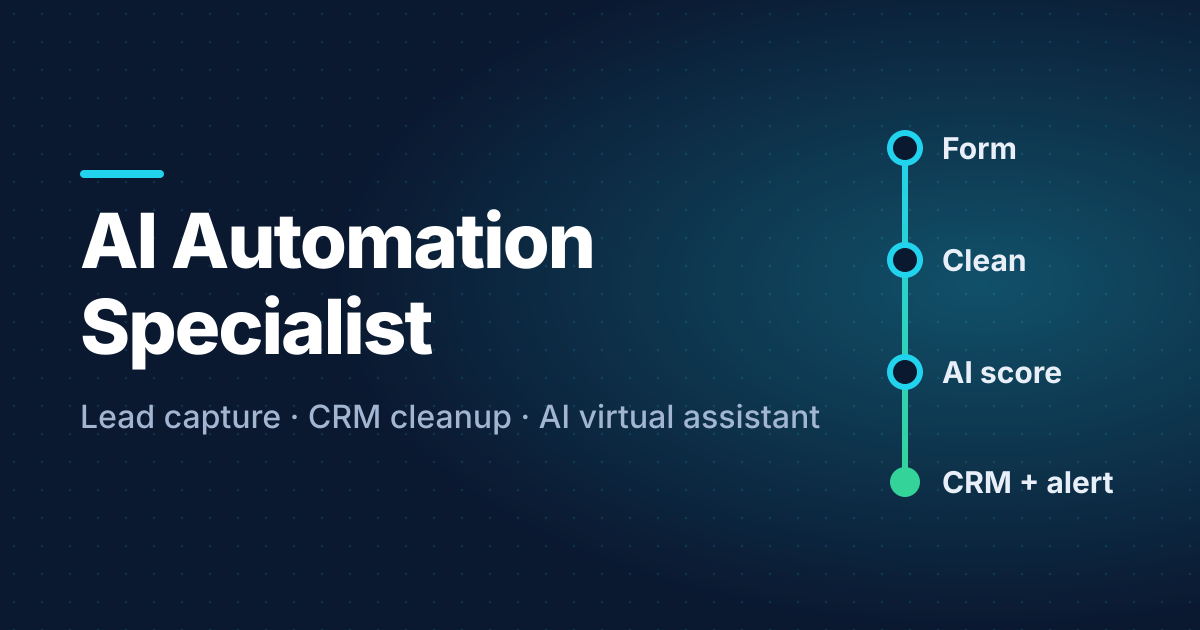 AI Automation
Specialist
Lead capture · CRM cleanup · AI virtual assistant
Form
Clean
AI score
CRM + alert